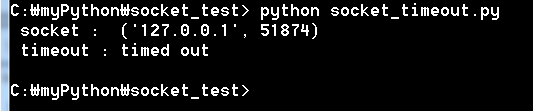 C:₩myPython₩socket_test> python socket_timeout.py
socket :  ('127.0.0.1', 51874)
timeout : timed out
C:₩myPython₩socket_test>